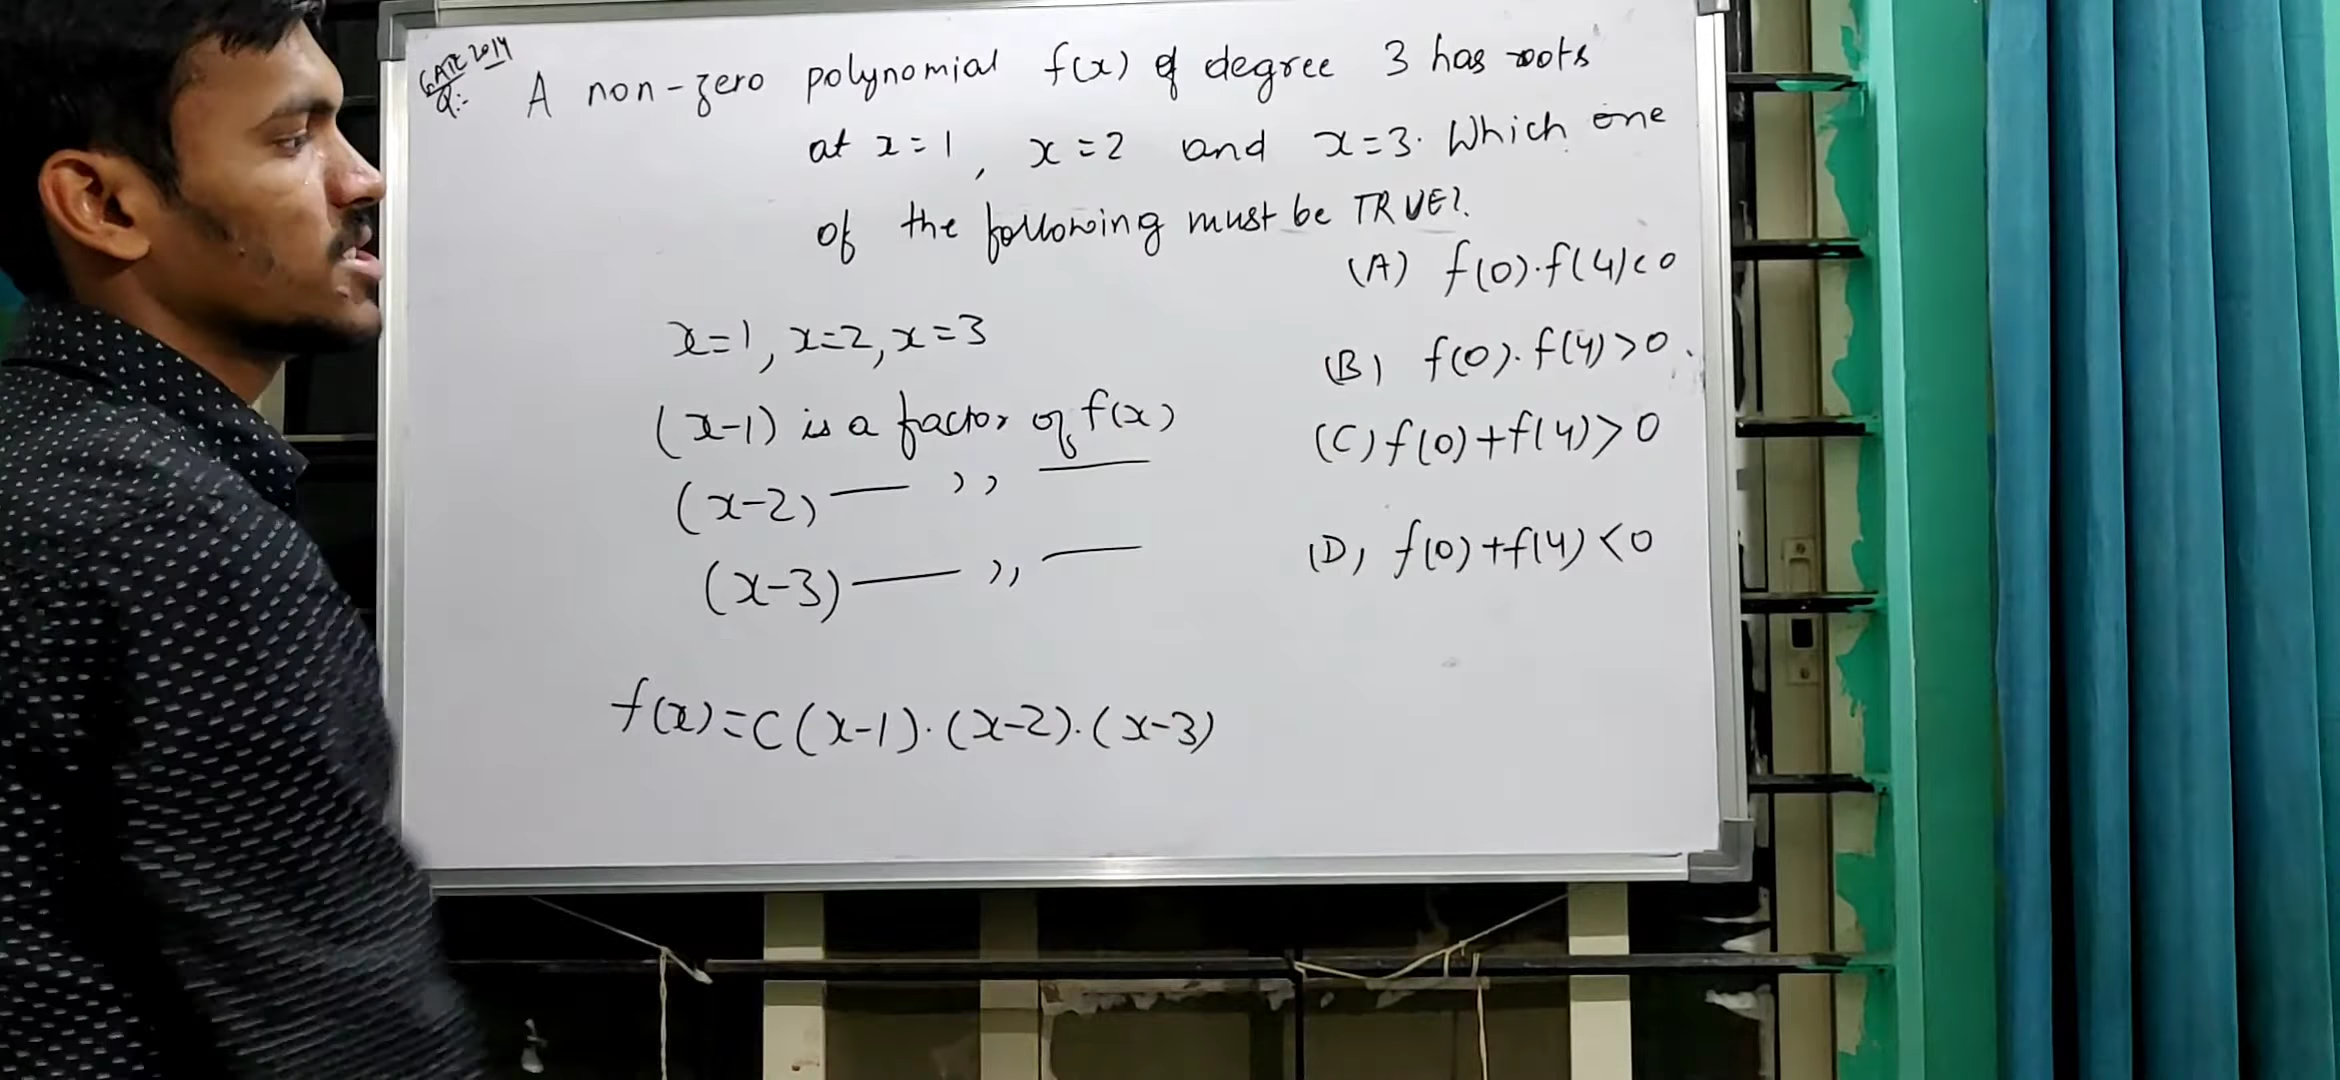 GATE 2014
Q:- A non-zero polynomial f(x) of degree 3 has roots
at x=1, x=2 and x=3. Which one
of the following must be TRUE?
(A) f(0).f(4)<0
(B) f(0).f(4)>0.
(C) f(0)+f(4)>0
(D) f(0)+f(4)<0
x=1, x=2, x=3
(x-1) is a factor of f(x)
(x-2) — ,, —
(x-3) — ,, —
f(x)=C(x-1).(x-2).(x-3)